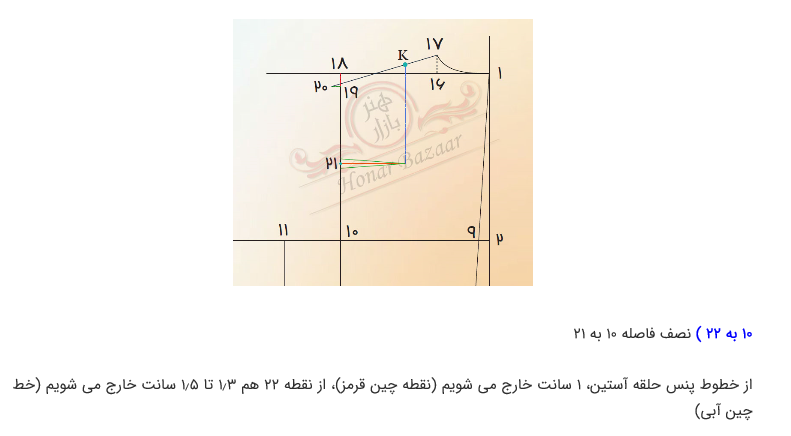 ۱۷
K
۱۸
۱
۲۰
۱۹
۱۶
هنر
بازار
۲۱
Honar Bazaar
۱۱
۱۰
۹
۲
۱۰ به ۲۲ ) نصف فاصله ۱۰ به ۲۱
از خطوط پنس حلقه آستین، ۱ سانت خارج می شویم (نقطه چین قرمز)، از نقطه ۲۲ هم ۱٫۳ تا ۱٫۵ سانت خارج می شویم (خط
چین آبی)